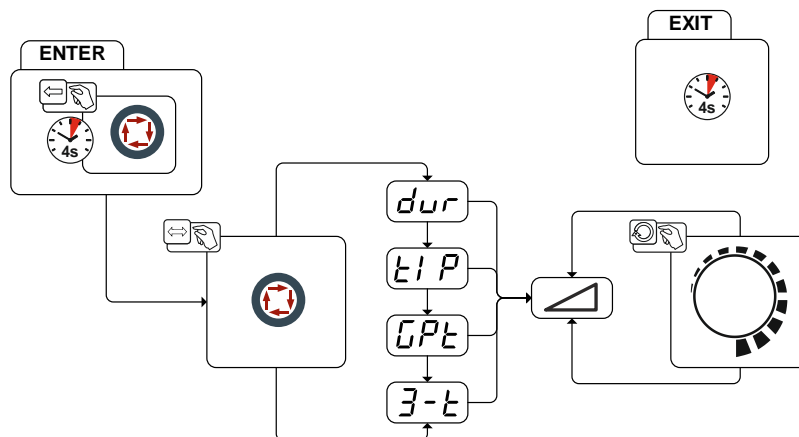 EXIT
ENTER
4s
4s
dur
tIP
GPt
3-t